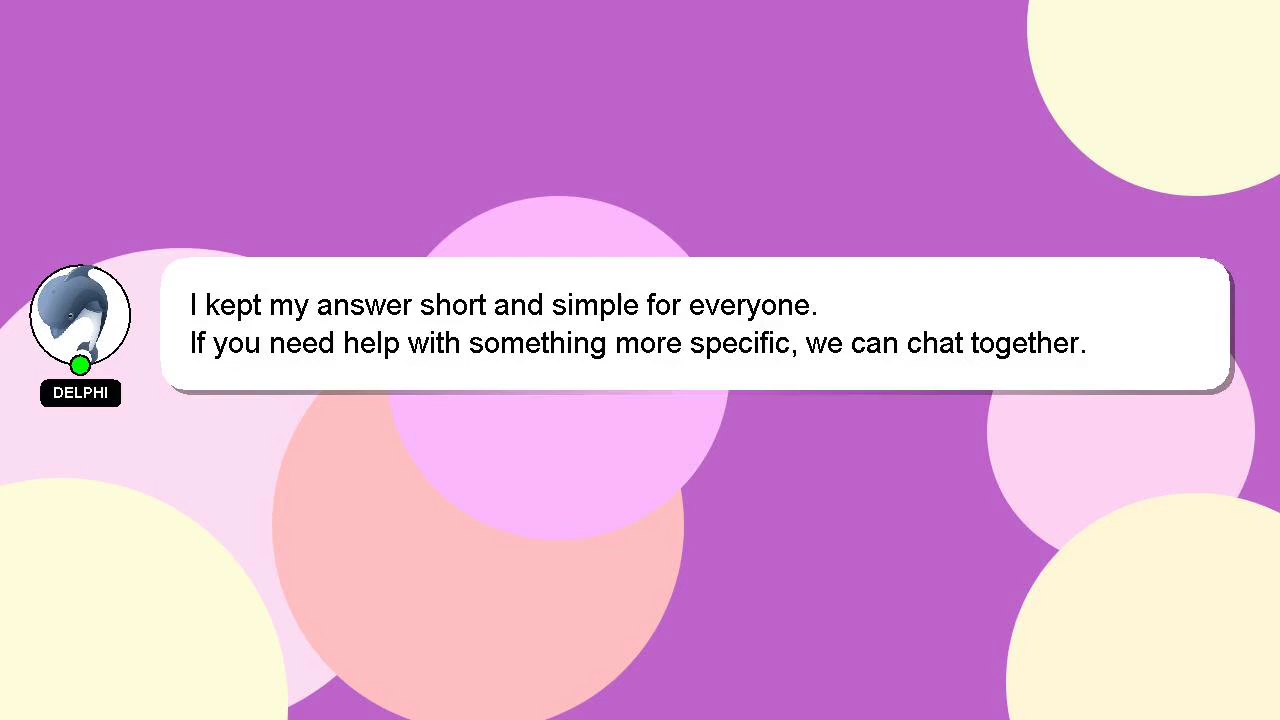 I kept my answer short and simple for everyone.
If you need help with something more specific, we can chat together.
DELPHI